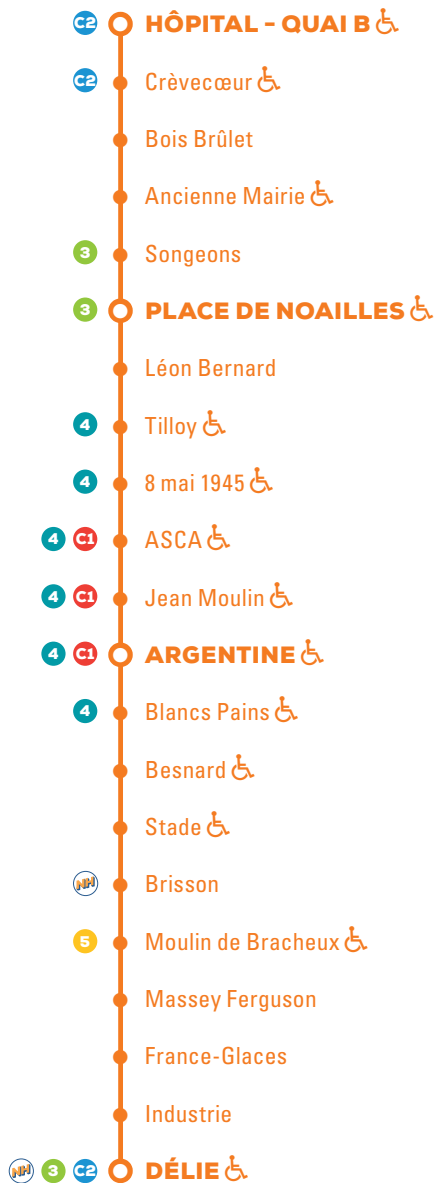 C2 HÔPITAL - QUAI B
C2 Crèvecœur
Bois Brûlet
Ancienne Mairie
3 Songeons
3 PLACE DE NOAILLES
Léon Bernard
4 Tilloy
4 8 mai 1945
4 C1 ASCA
4 C1 Jean Moulin
4 C1 ARGENTINE
4 Blancs Pains
Besnard
Stade
NH Brisson
5 Moulin de Bracheux
Massey Ferguson
France-Glaces
Industrie
NH 3 C2 DÉLIE